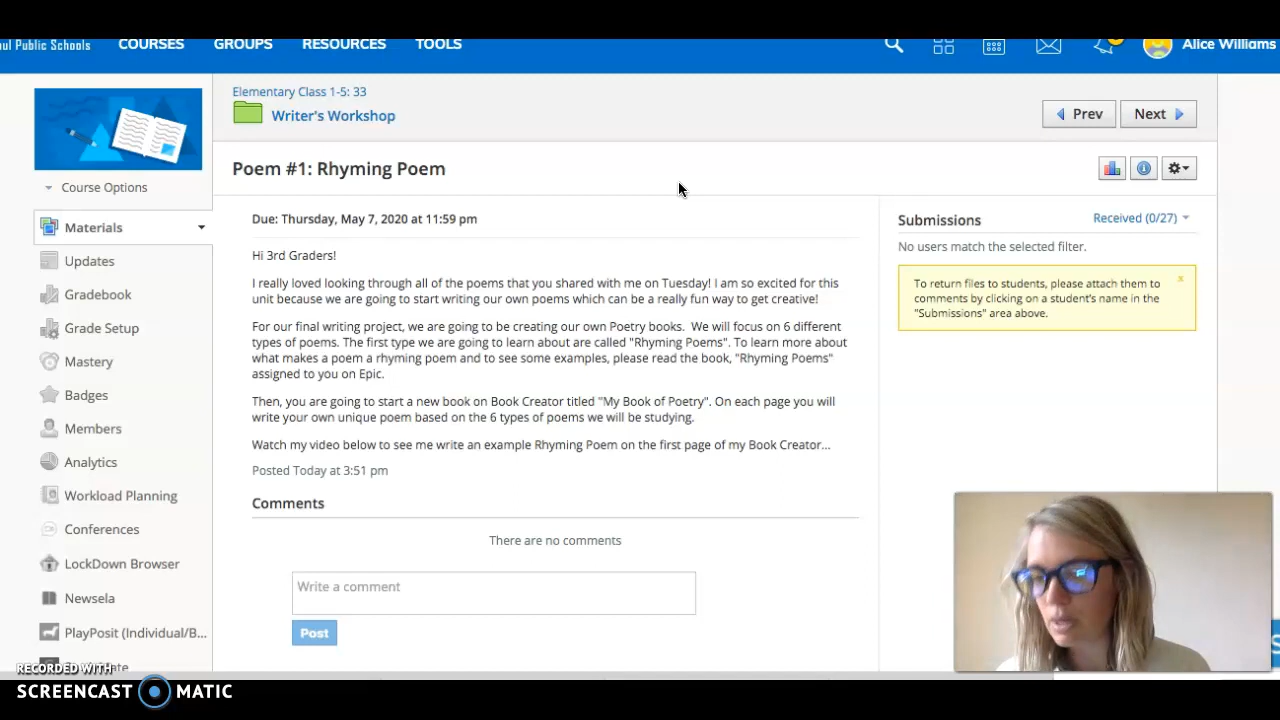 Public Schools
COURSES
GROUPS
RESOURCES
TOOLS
Alice Williams
Elementary Class 1-5: 33
Writer's Workshop
Prev
Next
Poem #1: Rhyming Poem
Course Options
Materials
Updates
Gradebook
Grade Setup
Mastery
Badges
Members
Analytics
Workload Planning
Conferences
LockDown Browser
Newsela
PlayPosit (Individual/B...
Due: Thursday, May 7, 2020 at 11:59 pm
Hi 3rd Graders!
I really loved looking through all of the poems that you shared with me on Tuesday! I am so excited for this
unit because we are going to start writing our own poems which can be a really fun way to get creative!
For our final writing project, we are going to be creating our own Poetry books. We will focus on 6 different
types of poems. The first type we are going to learn about are called "Rhyming Poems". To learn more about
what makes a poem a rhyming poem and to see some examples, please read the book, "Rhyming Poems"
assigned to you on Epic.
Then, you are going to start a new book on Book Creator titled "My Book of Poetry". On each page you will
write your own unique poem based on the 6 types of poems we will be studying.
Watch my video below to see me write an example Rhyming Poem on the first page of my Book Creator...
Posted Today at 3:51 pm
Comments
There are no comments
Write a comment
Post
Submissions
Received (0/27)
No users match the selected filter.
To return files to students, please attach them to
comments by clicking on a student's name in the
"Submissions" area above.
x
RECORDED WITH
SCREENCAST MATIC